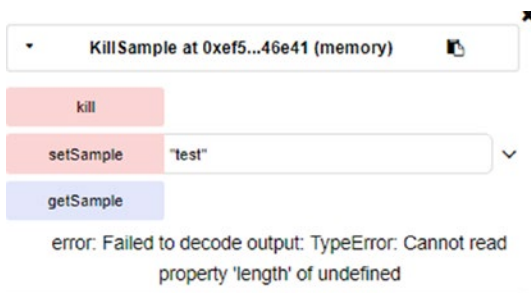 KillSample at 0xef5...46e41 (memory)
kill
setSample "test"
getSample
error: Failed to decode output: TypeError: Cannot read
property 'length' of undefined